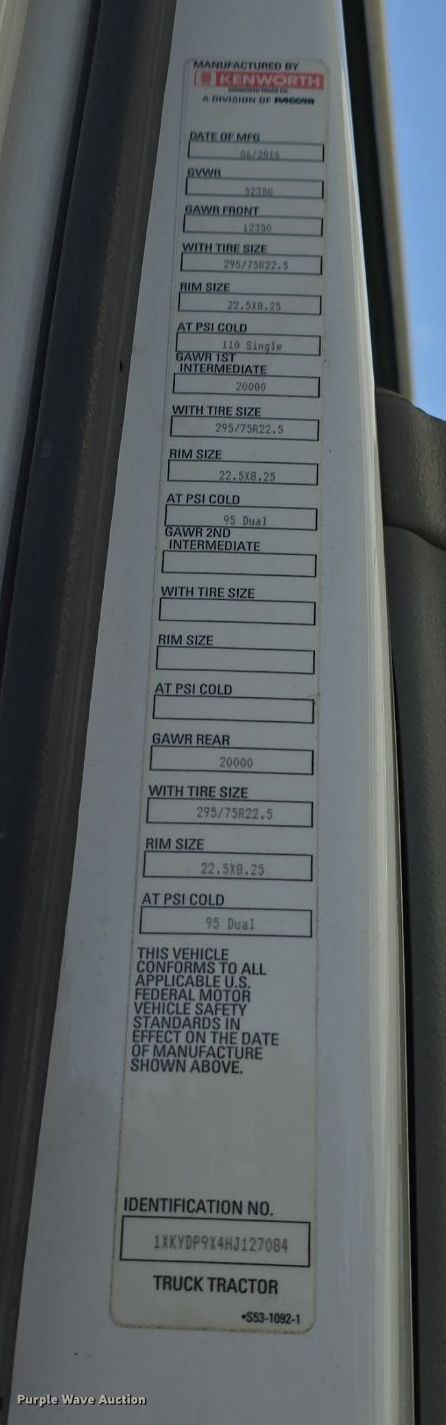 MANUFACTURED BY
KENWORTH
KENWORTH TRUCK CO.
A DIVISION OF PACCAR
DATE OF MFG
06/2016
GVWR
52350
GAWR FRONT
12350
WITH TIRE SIZE
295/75R22.5
RIM SIZE
22.5X8.25
AT PSI COLD
110 Single
GAWR 1ST
INTERMEDIATE
20000
WITH TIRE SIZE
295/75R22.5
RIM SIZE
22.5X8.25
AT PSI COLD
95 Dual
GAWR 2ND
INTERMEDIATE
WITH TIRE SIZE
RIM SIZE
AT PSI COLD
GAWR REAR
20000
WITH TIRE SIZE
295/75R22.5
RIM SIZE
22.5X8.25
AT PSI COLD
95 Dual
THIS VEHICLE
CONFORMS TO ALL
APPLICABLE U.S.
FEDERAL MOTOR
VEHICLE SAFETY
STANDARDS IN
EFFECT ON THE DATE
OF MANUFACTURE
SHOWN ABOVE.
IDENTIFICATION NO.
1XKYDP9X4HJ127084
TRUCK TRACTOR
•S53-1092-1
Purple Wave Auction